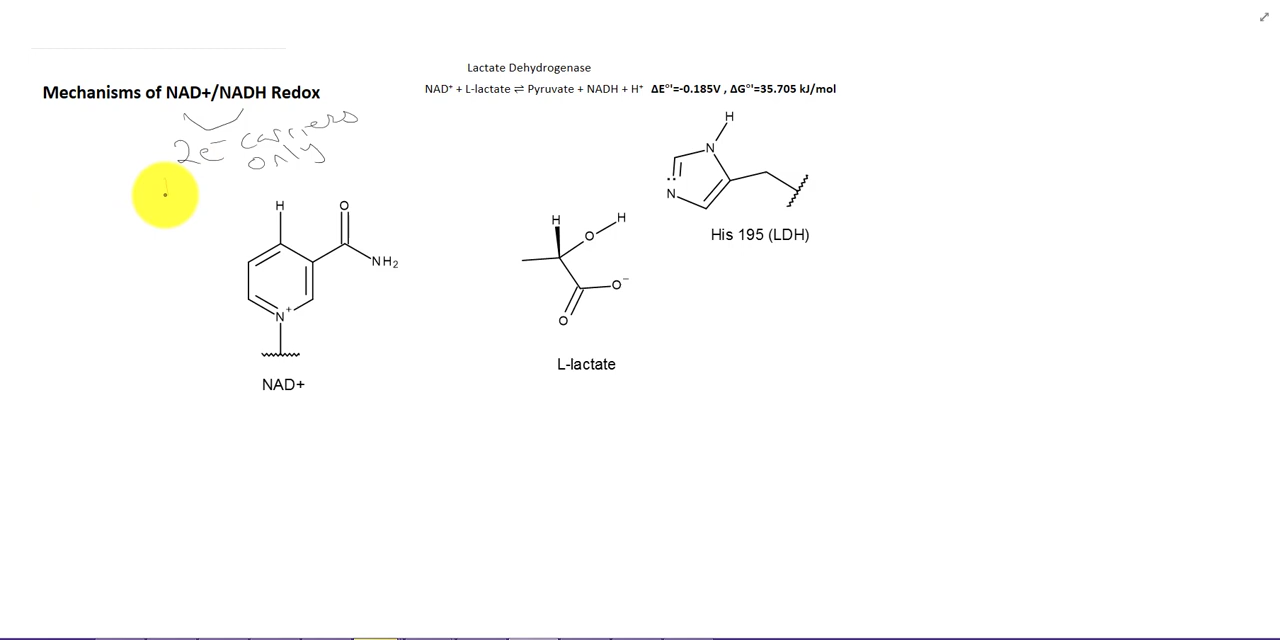 Lactate Dehydrogenase
Mechanisms of NAD+/NADH Redox
NAD⁺ + L-lactate ⇌ Pyruvate + NADH + H⁺ ΔE°'=-0.185V , ΔG°'=35.705 kJ/mol
2e⁻ carriers
only
H
N
N
His 195 (LDH)
H
O
NH₂
N⁺
NAD+
H
O
H
O⁻
O
L-lactate